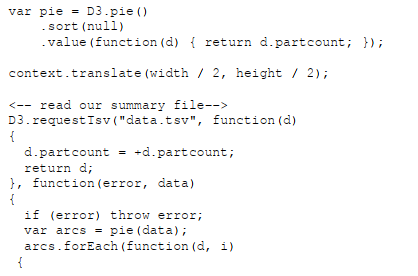 var pie = D3.pie()
.sort(null)
.value(function(d) { return d.partcount; });
context.translate(width / 2, height / 2);
<-- read our summary file-->
D3.requestTsv("data.tsv", function(d)
{
d.partcount = +d.partcount;
return d;
}, function(error, data)
{
if (error) throw error;
var arcs = pie(data);
arcs.forEach(function(d, i)
{